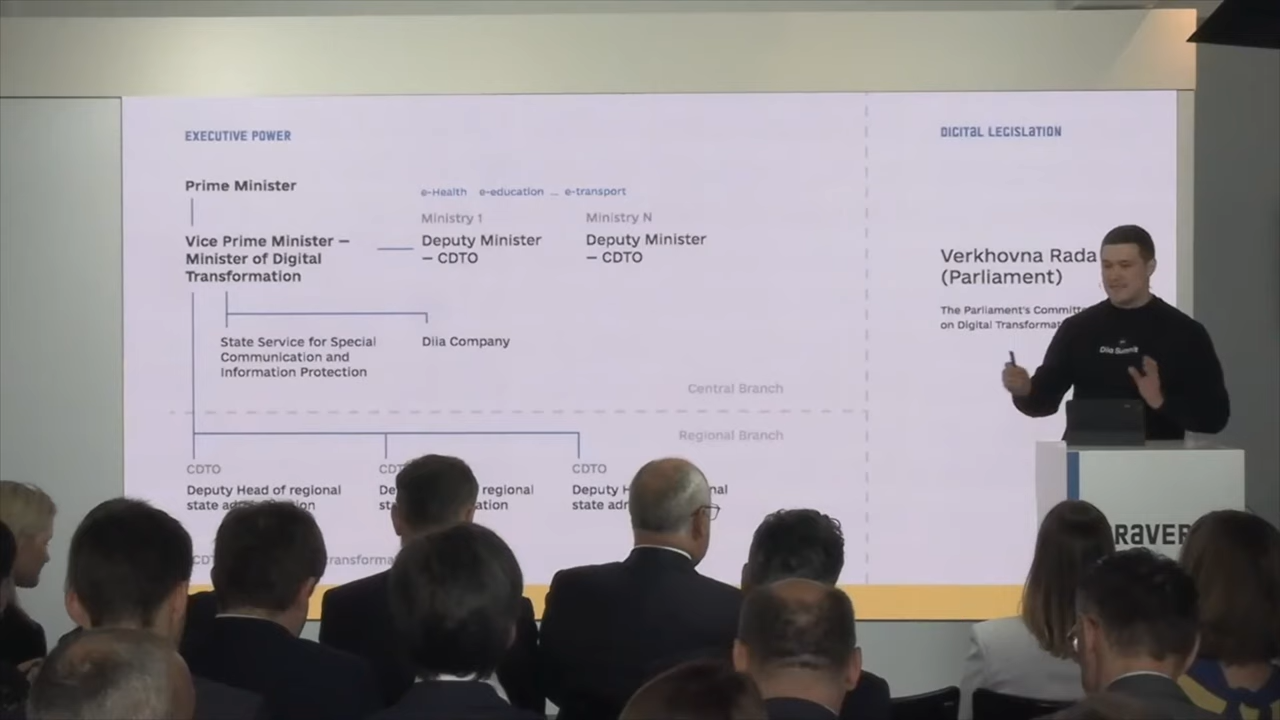 EXECUTIVE POWER
Prime Minister
Vice Prime Minister —
Minister of Digital
Transformation
e-Health e-education ... e-transport
Ministry 1
Deputy Minister
— CDTO
Ministry N
Deputy Minister
— CDTO
State Service for Special
Communication and
Information Protection
Diia Company
Central Branch
Regional Branch
CDTO
Deputy Head of regional
state
CDTO
regional
CDTO
Deputy
DIGITAL LEGISLATION
Verkhovna Rada
(Parliament)
The Parliament's
on Digital
Diia Summit